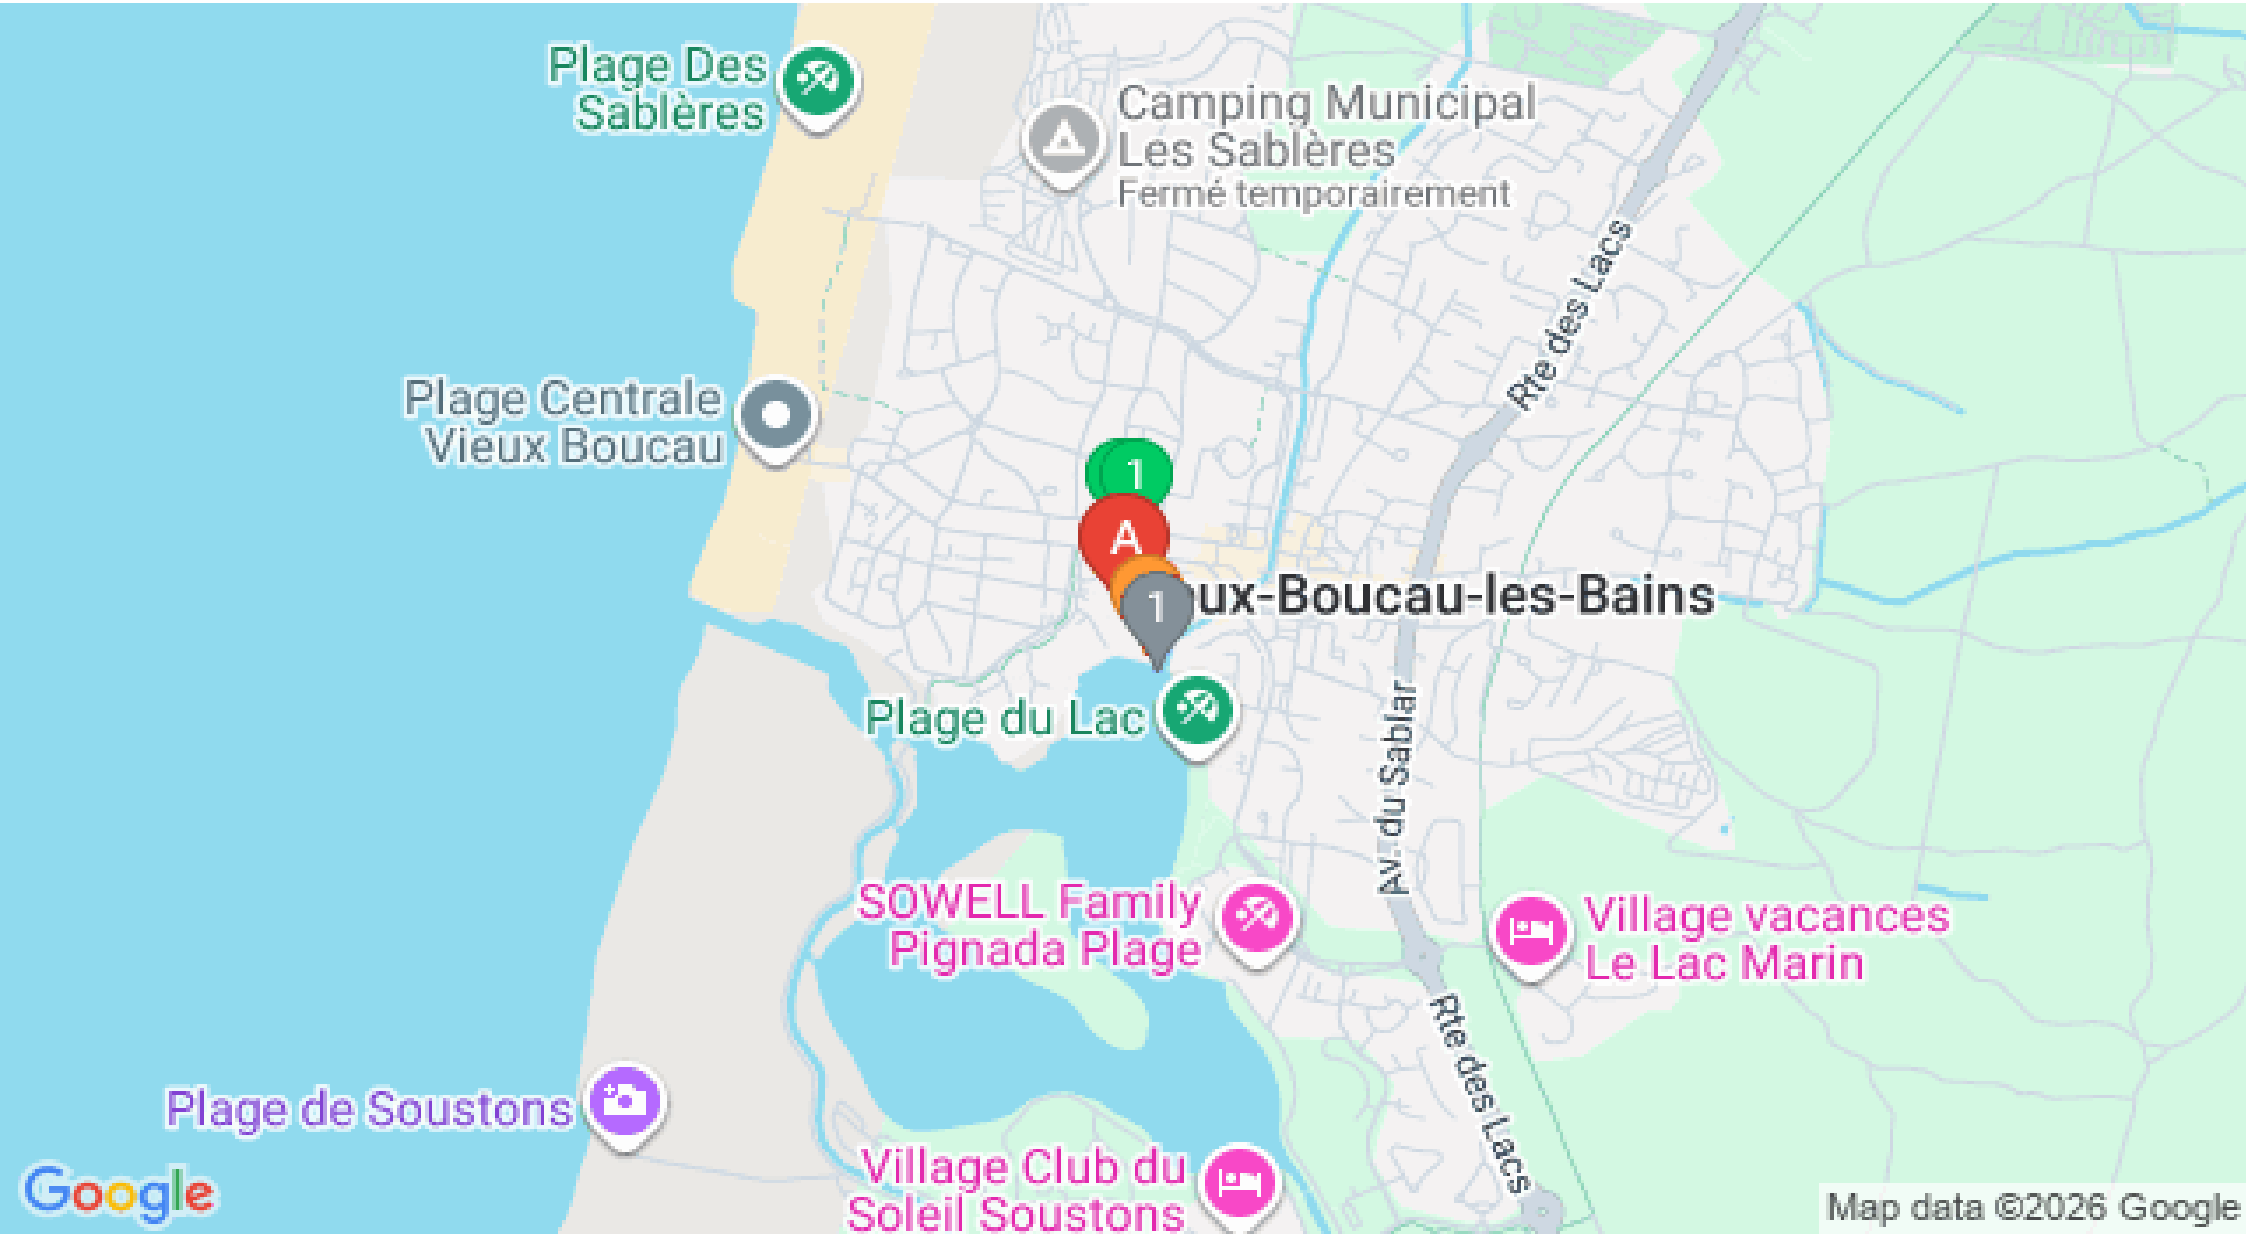 Plage Des
Sablères
Camping Municipal
Les Sablères
Fermé temporairement
Rte des Lacs
Plage Centrale
Vieux Boucau
1
A
1
ux-Boucau-les-Bains
Plage du Lac
Av. du Sablar
SOWELL Family
Pignada Plage
Village vacances
Le Lac Marin
Rte des Lacs
Plage de Soustons
Village Club du
Soleil Soustons
Google
Map data ©2026 Google